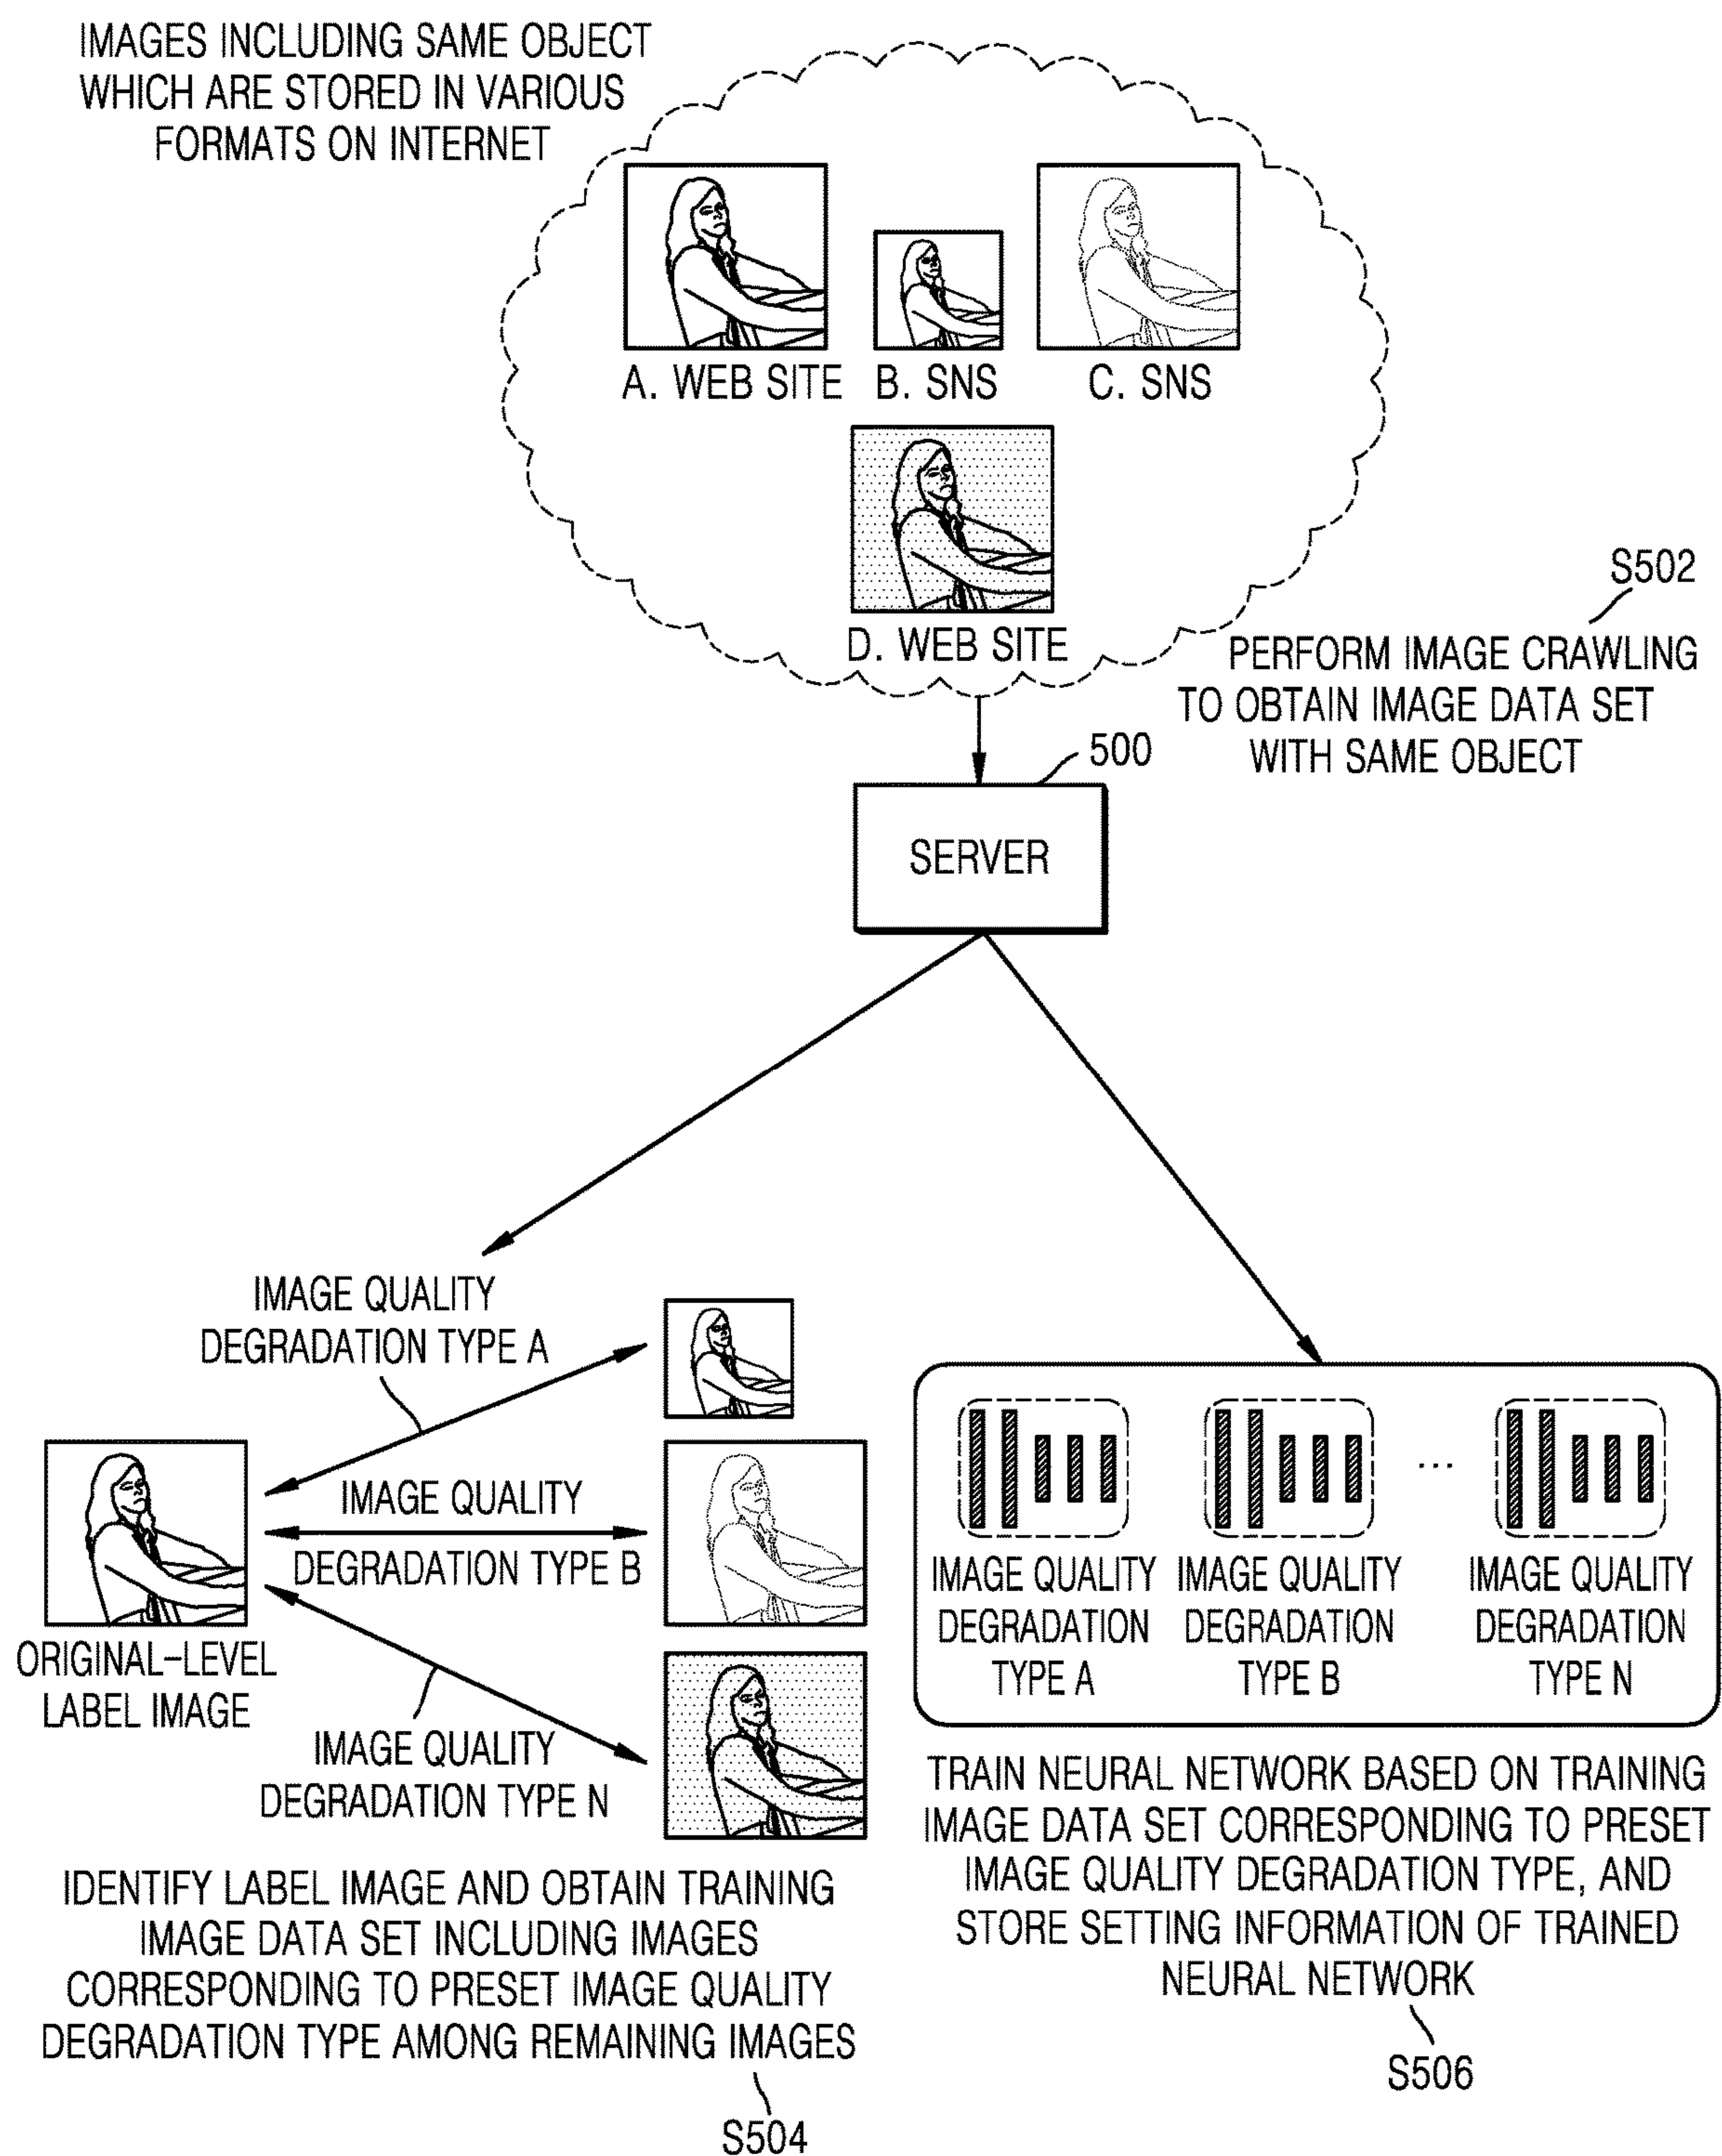 IMAGES INCLUDING SAME OBJECT
WHICH ARE STORED IN VARIOUS
FORMATS ON INTERNET
A. WEB SITE
B. SNS
C. SNS
D. WEB SITE
S502
PERFORM IMAGE CRAWLING
TO OBTAIN IMAGE DATA SET
WITH SAME OBJECT
500
SERVER
IMAGE QUALITY
DEGRADATION TYPE A
IMAGE QUALITY
DEGRADATION TYPE B
ORIGINAL-LEVEL
LABEL IMAGE
IMAGE QUALITY
DEGRADATION TYPE N
IDENTIFY LABEL IMAGE AND OBTAIN TRAINING
IMAGE DATA SET INCLUDING IMAGES
CORRESPONDING TO PRESET IMAGE QUALITY
DEGRADATION TYPE AMONG REMAINING IMAGES
S504
...
IMAGE QUALITY
DEGRADATION
TYPE A
IMAGE QUALITY
DEGRADATION
TYPE B
IMAGE QUALITY
DEGRADATION
TYPE N
TRAIN NEURAL NETWORK BASED ON TRAINING
IMAGE DATA SET CORRESPONDING TO PRESET
IMAGE QUALITY DEGRADATION TYPE, AND
STORE SETTING INFORMATION OF TRAINED
NEURAL NETWORK
S506